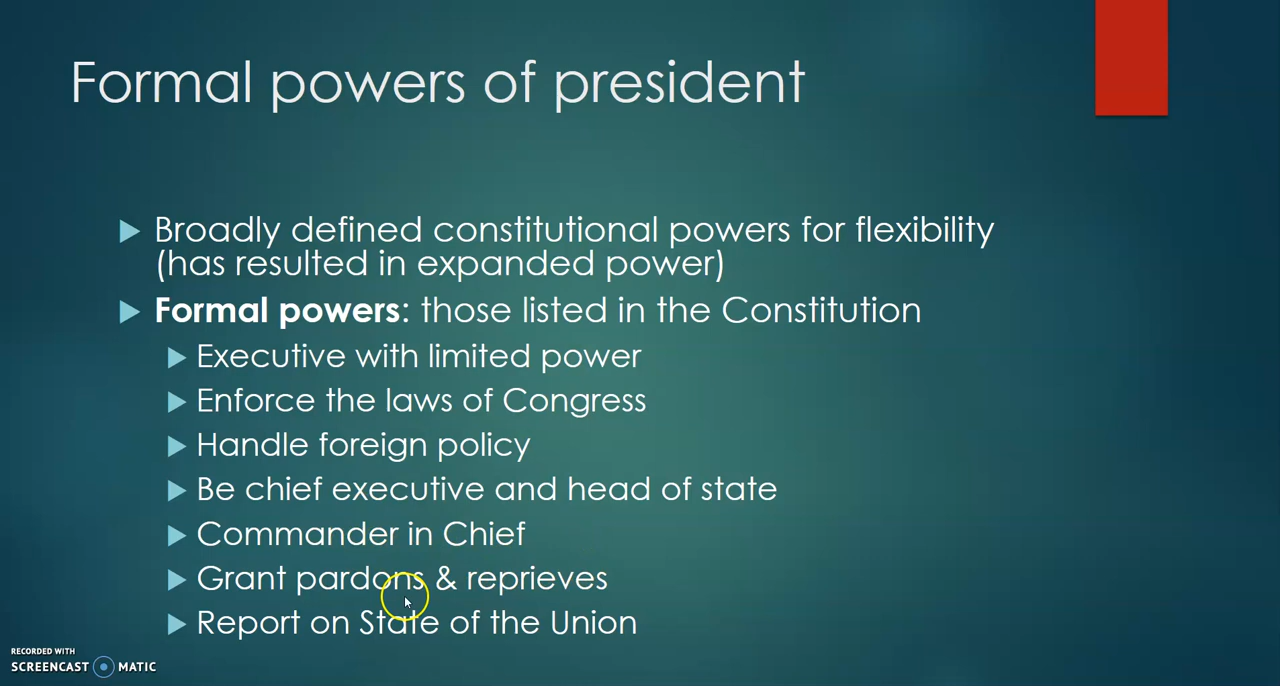 Formal powers of president
Broadly defined constitutional powers for flexibility
(has resulted in expanded power)
Formal powers: those listed in the Constitution
Executive with limited power
Enforce the laws of Congress
Handle foreign policy
Be chief executive and head of state
Commander in Chief
Grant pardons & reprieves
Report on State of the Union
RECORDED WITH
SCREENCAST MATIC